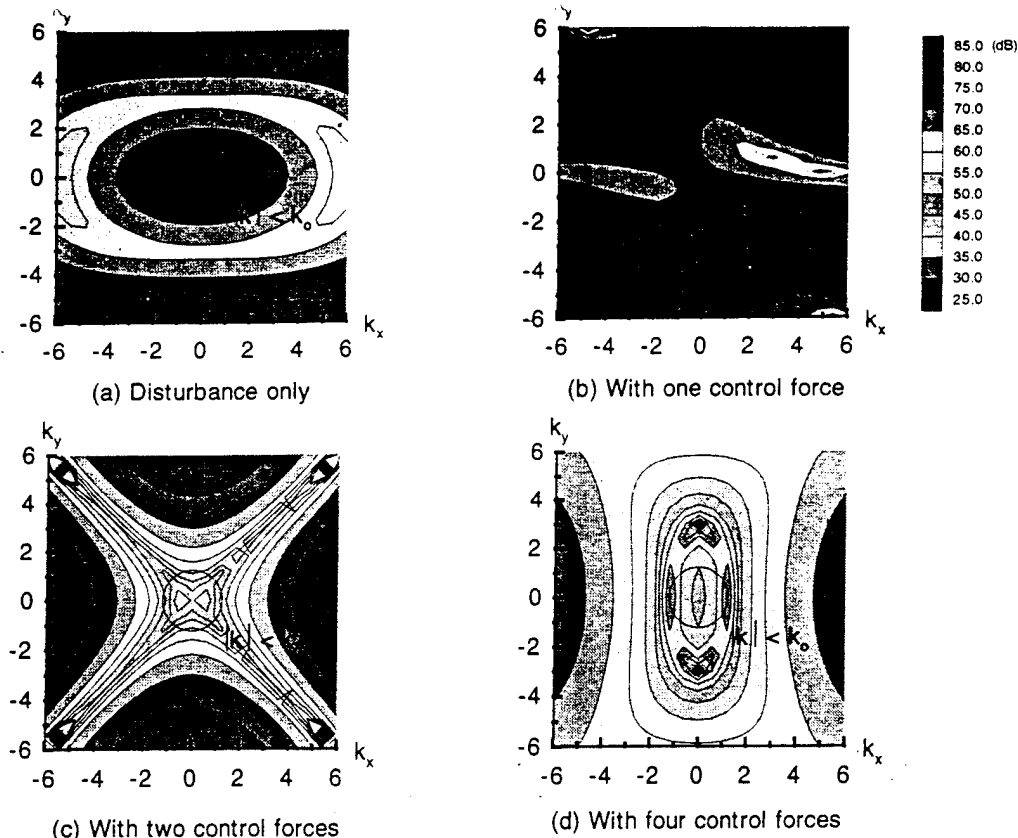 6
4
2
0
-2
-4
-6
-6 -4 -2 0 2 4 6
k_x
< k_o
(a) Disturbance only
6
4
2
0
-2
-4
-6
-6 -4 -2 0 2 4 6
k_x
(b) With one control force
85.0 (dB)
80.0
75.0
70.0
65.0
60.0
55.0
50.0
45.0
40.0
35.0
30.0
25.0
k_y
6
4
2
0
-2
-4
-6
-6 -4 -2 0 2 4 6
k_x
|k| <
(c) With two control forces
k_y
6
4
2
0
-2
-4
-6
-6 -4 -2 0 2 4 6
k_x
k| < k_o
(d) With four control forces